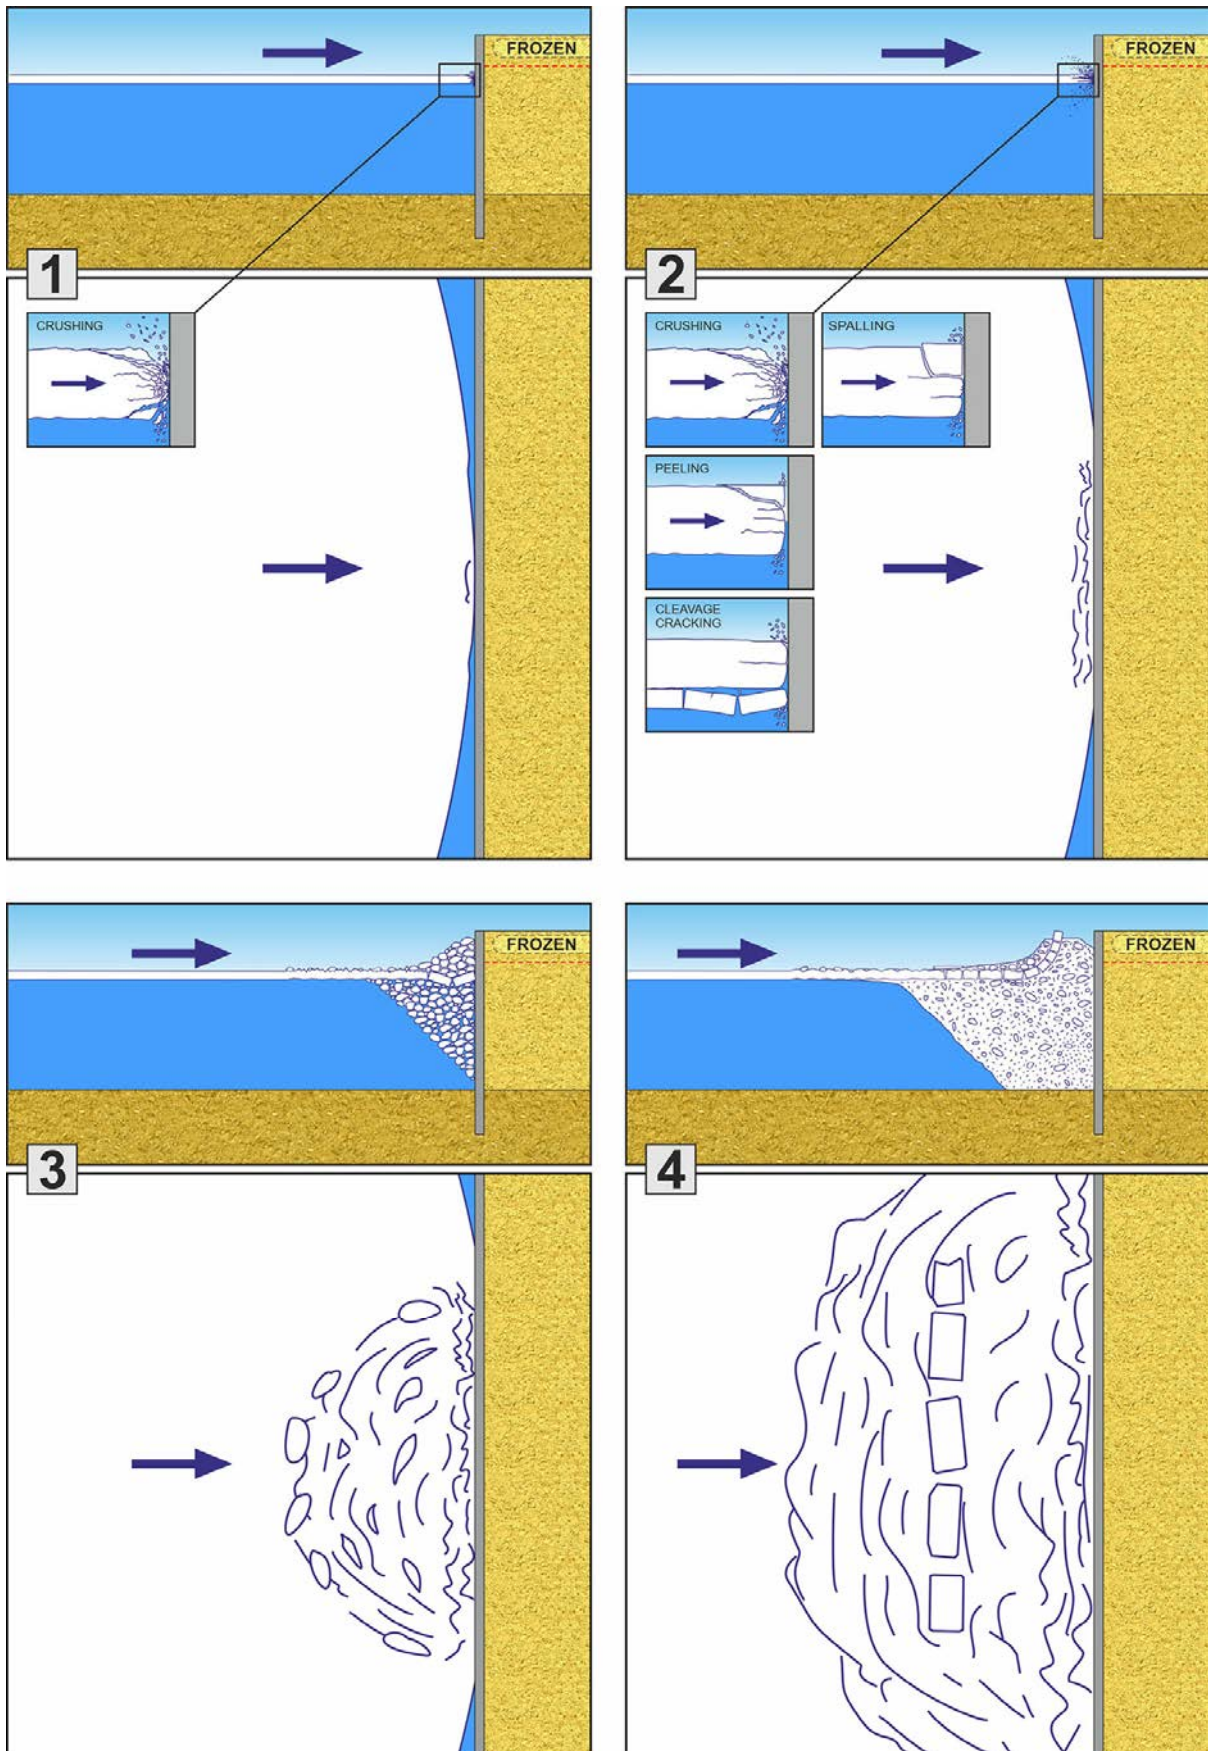 FROZEN
1
CRUSHING
FROZEN
2
CRUSHING
SPALLING
PEELING
CLEAVAGE
CRACKING
FROZEN
3
FROZEN
4